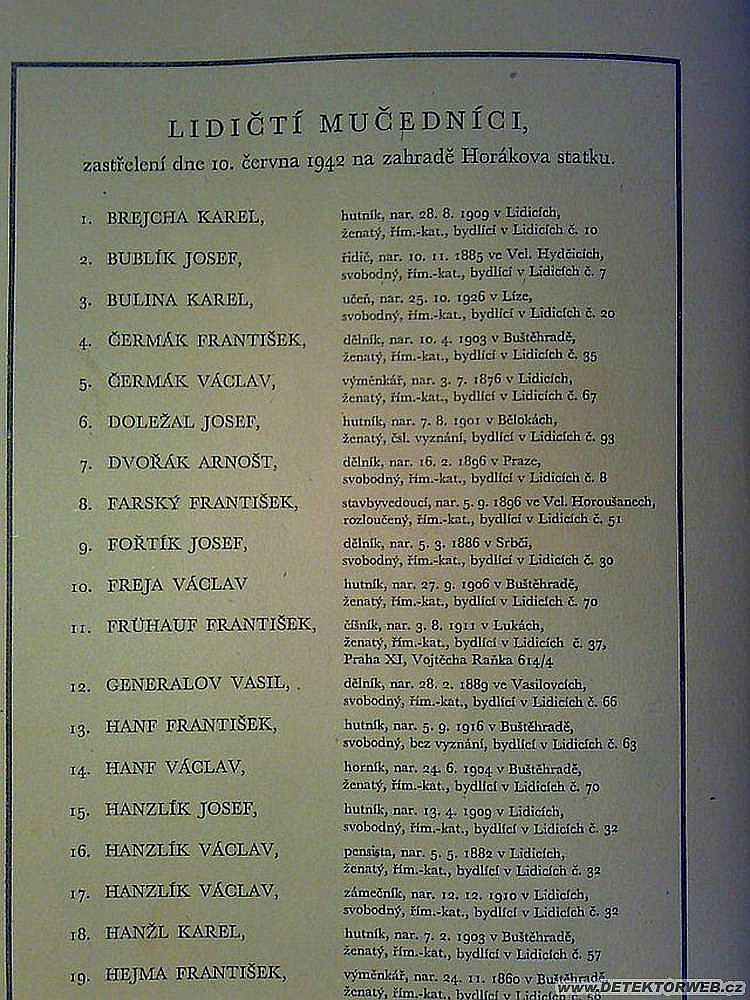 LIDIČTÍ MUČEDNÍCI,
zastřelení dne 10. června 1942 na zahradě Horákova statku.
1. BREJCHA KAREL, hutník, nar. 28. 8. 1909 v Lidicích,
ženatý, řím.-kat., bydlící v Lidicích č. 10
2. BUBLÍK JOSEF, řidič, nar. 10. 11. 1885 ve Vel. Hydčicích,
svobodný, řím.-kat., bydlící v Lidicích č. 7
3. BULINA KAREL, učeň, nar. 25. 10. 1926 v Líze,
svobodný, řím.-kat., bydlící v Lidicích č. 20
4. ČERMÁK FRANTIŠEK, dělník, nar. 10. 4. 1903 v Buštěhradě,
ženatý, řím.-kat., bydlící v Lidicích č. 35
5. ČERMÁK VÁCLAV, výměnkář, nar. 3. 7. 1876 v Lidicích,
ženatý, řím.-kat., bydlící v Lidicích č. 67
6. DOLEŽAL JOSEF, hutník, nar. 7. 8. 1901 v Bělokách,
ženatý, čsl. vyznání, bydlící v Lidicích č. 93
7. DVOŘÁK ARNOŠT, dělník, nar. 16. 2. 1896 v Praze,
svobodný, řím.-kat., bydlící v Lidicích č. 8
8. FARSKÝ FRANTIŠEK, stavbyvedoucí, nar. 5. 9. 1896 ve Vel. Horoušanech,
rozloučený, řím.-kat., bydlící v Lidicích č. 51
9. FOŘTÍK JOSEF, dělník, nar. 5. 3. 1886 v Srbči,
svobodný, řím.-kat., bydlící v Lidicích č. 30
10. FREJA VÁCLAV hutník, nar. 27. 9. 1906 v Buštěhradě,
ženatý, řím.-kat., bydlící v Lidicích č. 70
11. FRÜHAUF FRANTIŠEK, číšník, nar. 3. 8. 1911 v Lukách,
ženatý, řím.-kat., bydlící v Lidicích č. 37,
Praha XI, Vojtěcha Raňka 614/4
12. GENERALOV VASIL, dělník, nar. 28. 2. 1889 ve Vasilovcích,
svobodný, řím.-kat., bydlící v Lidicích č. 66
13. HANF FRANTIŠEK, hutník, nar. 5. 9. 1916 v Buštěhradě,
svobodný, bez vyznání, bydlící v Lidicích č. 63
14. HANF VÁCLAV, horník, nar. 24. 6. 1904 v Buštěhradě,
ženatý, řím.-kat., bydlící v Lidicích č. 70
15. HANZLÍK JOSEF, hutník, nar. 13. 4. 1909 v Lidicích,
svobodný, řím.-kat., bydlící v Lidicích č. 32
16. HANZLÍK VÁCLAV, pensista, nar. 5. 5. 1882 v Lidicích,
ženatý, řím.-kat., bydlící v Lidicích č. 32
17. HANZLÍK VÁCLAV, zámečník, nar. 12. 12. 1910 v Lidicích,
svobodný, řím.-kat., bydlící v Lidicích č. 32
18. HANŽL KAREL, hutník, nar. 7. 2. 1903 v Buštěhradě,
ženatý, řím.-kat., bydlící v Lidicích č. 57
19. HEJMA FRANTIŠEK, výměnkář, nar. 24. 11. 1860 v Buštěhradě,
ženatý, řím.-kat., bydlící v Lidicích č.
www.DETEKTORWEB.cz